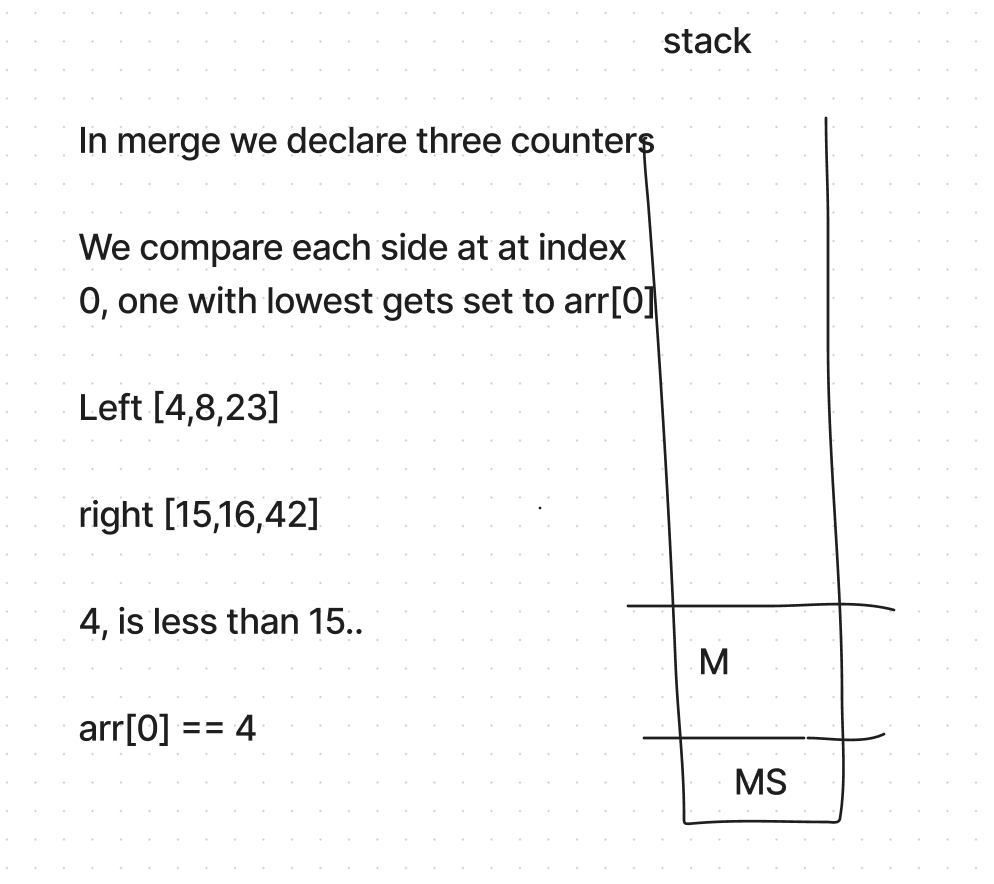 stack
In merge we declare three counters
We compare each side at at index
0, one with lowest gets set to arr[0]
Left [4,8,23]
right [15,16,42]
4, is less than 15..
arr[0] == 4
M
MS